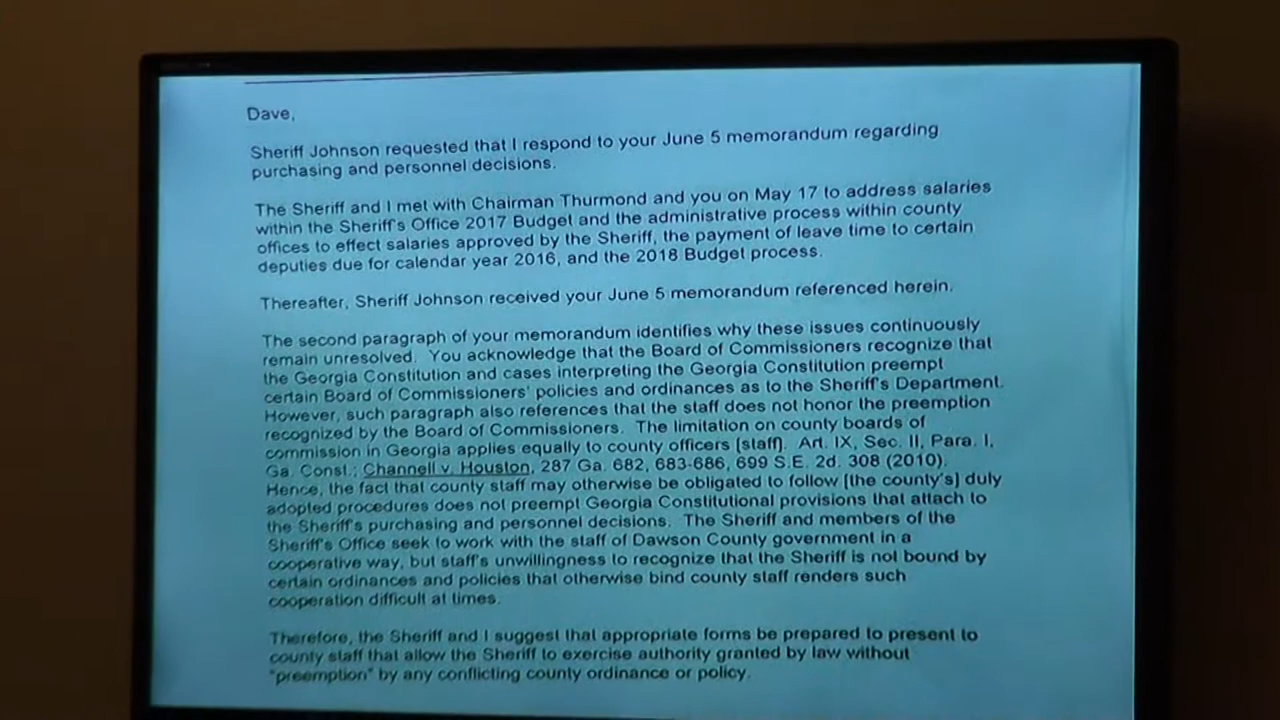 Dave,
Sheriff Johnson requested that I respond to your June 5 memorandum regarding
purchasing and personnel decisions.
The Sheriff and I met with Chairman Thurmond and you on May 17 to address salaries
within the Sheriff's Office 2017 Budget and the administrative process within county
offices to effect salaries approved by the Sheriff, the payment of leave time to certain
deputies due for calendar year 2016, and the 2018 Budget process.
Thereafter, Sheriff Johnson received your June 5 memorandum referenced herein.
The second paragraph of your memorandum identifies why these issues continuously
remain unresolved. You acknowledge that the Board of Commissioners recognize that
the Georgia Constitution and cases interpreting the Georgia Constitution preempt
certain Board of Commissioners' policies and ordinances as to the Sheriff's Department.
However, such paragraph also references that the staff does not honor the preemption
recognized by the Board of Commissioners. The limitation on county boards of
commission in Georgia applies equally to county officers [staff]. Art. IX, Sec. II, Para. I,
Ga. Const.; Channell v. Houston, 287 Ga. 682, 683-686, 699 S.E. 2d. 308 (2010).
Hence, the fact that county staff may otherwise be obligated to follow [the county's] duly
adopted procedures does not preempt Georgia Constitutional provisions that attach to
the Sheriff's purchasing and personnel decisions. The Sheriff and members of the
Sheriff's Office seek to work with the staff of Dawson County government in a
cooperative way, but staff's unwillingness to recognize that the Sheriff is not bound by
certain ordinances and policies that otherwise bind county staff renders such
cooperation difficult at times.
Therefore, the Sheriff and I suggest that appropriate forms be prepared to present to
county staff that allow the Sheriff to exercise authority granted by law without
"preemption" by any conflicting county ordinance or policy.